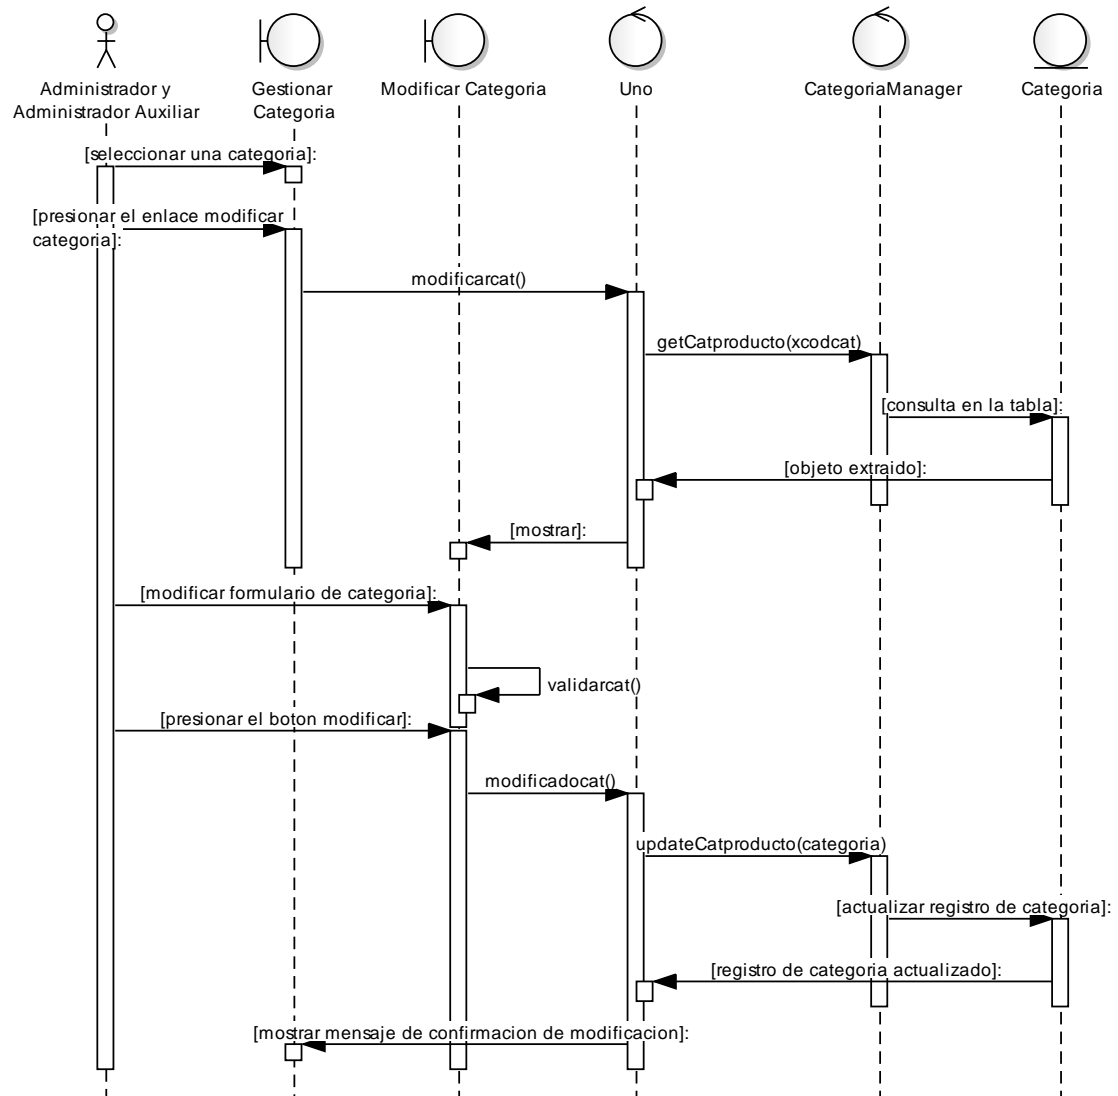 Administrador y
Administrador Auxiliar
Gestionar
Categoria
Modificar Categoria
Uno
CategoriaManager
Categoria
[seleccionar una categoria]:
[presionar el enlace modificar
categoria]:
modificarcat()
getCatproducto(xcodcat)
[consulta en la tabla]:
[objeto extraido]:
[mostrar]:
[modificar formulario de categoria]:
validarcat()
[presionar el boton modificar]:
modificadocat()
updateCatproducto(categoria)
[actualizar registro de categoria]:
[registro de categoria actualizado]:
[mostrar mensaje de confirmacion de modificacion]: